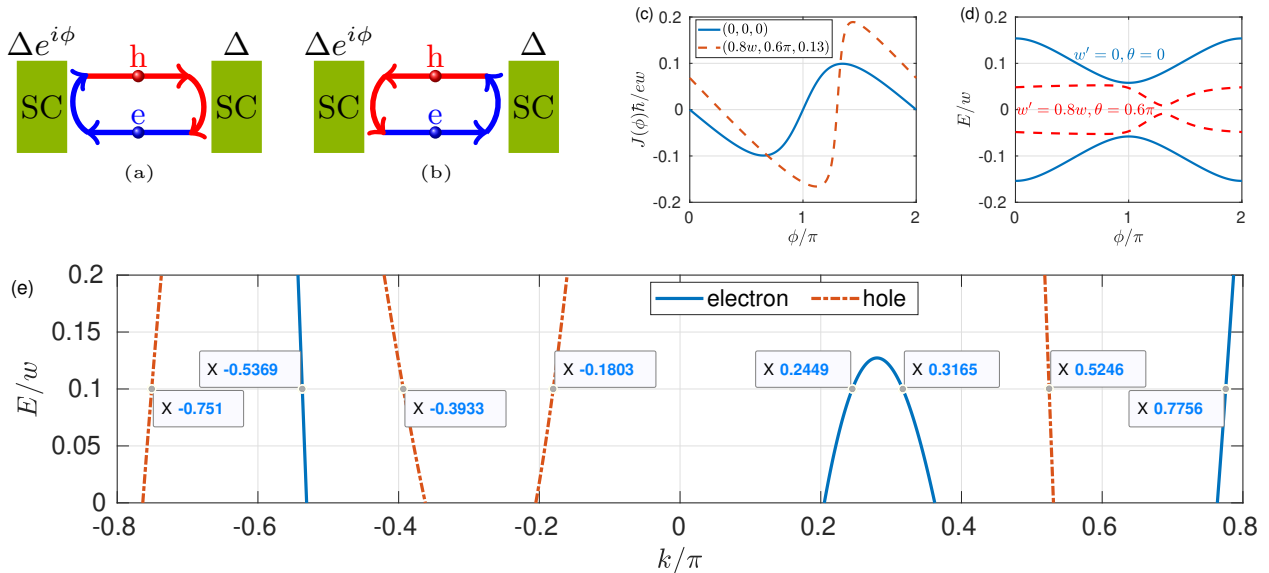 Δe^{iϕ} Δ
h
SC SC
e
(a)
Δe^{iϕ} Δ
h
SC SC
e
(b)
(c)
0.2
0.1
0
-0.1
-0.2
J(ϕ)ħ/ew
(0,0,0)
(0.8w, 0.6π, 0.13)
0 1 2
ϕ/π
(d)
0.2
0.1
0
-0.1
-0.2
E/w
w′ = 0, θ = 0
w′ = 0.8w, θ = 0.6π
0 1 2
ϕ/π
(e)
0.2
0.15
0.1
0.05
0
E/w
electron hole
X -0.5369
X -0.1803
X 0.2449
X 0.3165
X 0.5246
X -0.751
X -0.3933
X 0.7756
-0.8 -0.6 -0.4 -0.2 0 0.2 0.4 0.6 0.8
k/π